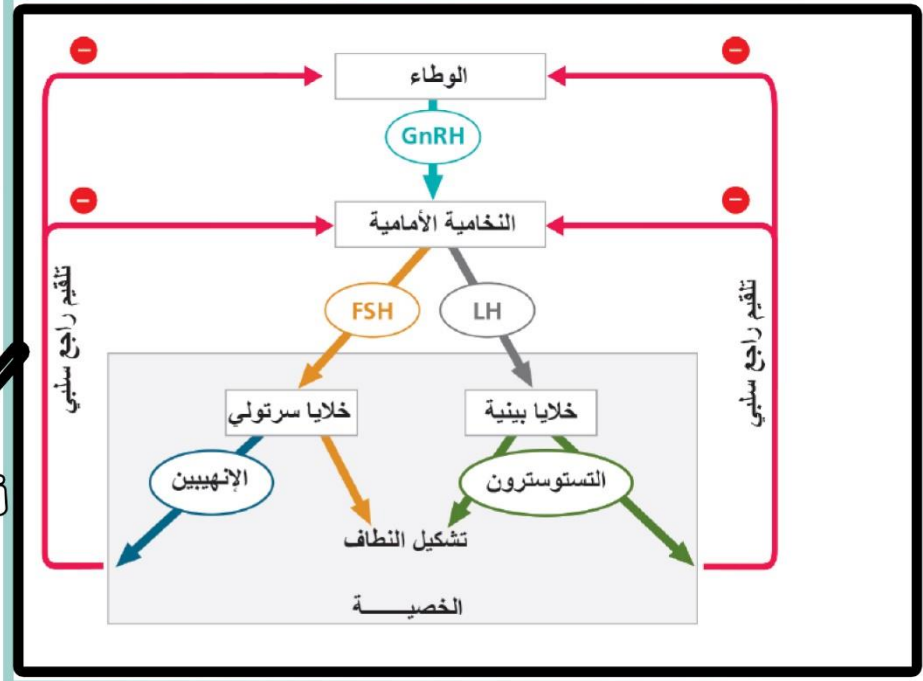 الوطاء
GnRH
النخامية الأمامية
FSH
LH
تلقيم راجع سلبي
تلقيم راجع سلبي
خلايا سرتولي
خلايا بينية
الإنهيبين
التستوسترون
تشكيل النطاف
الخصيـــــة